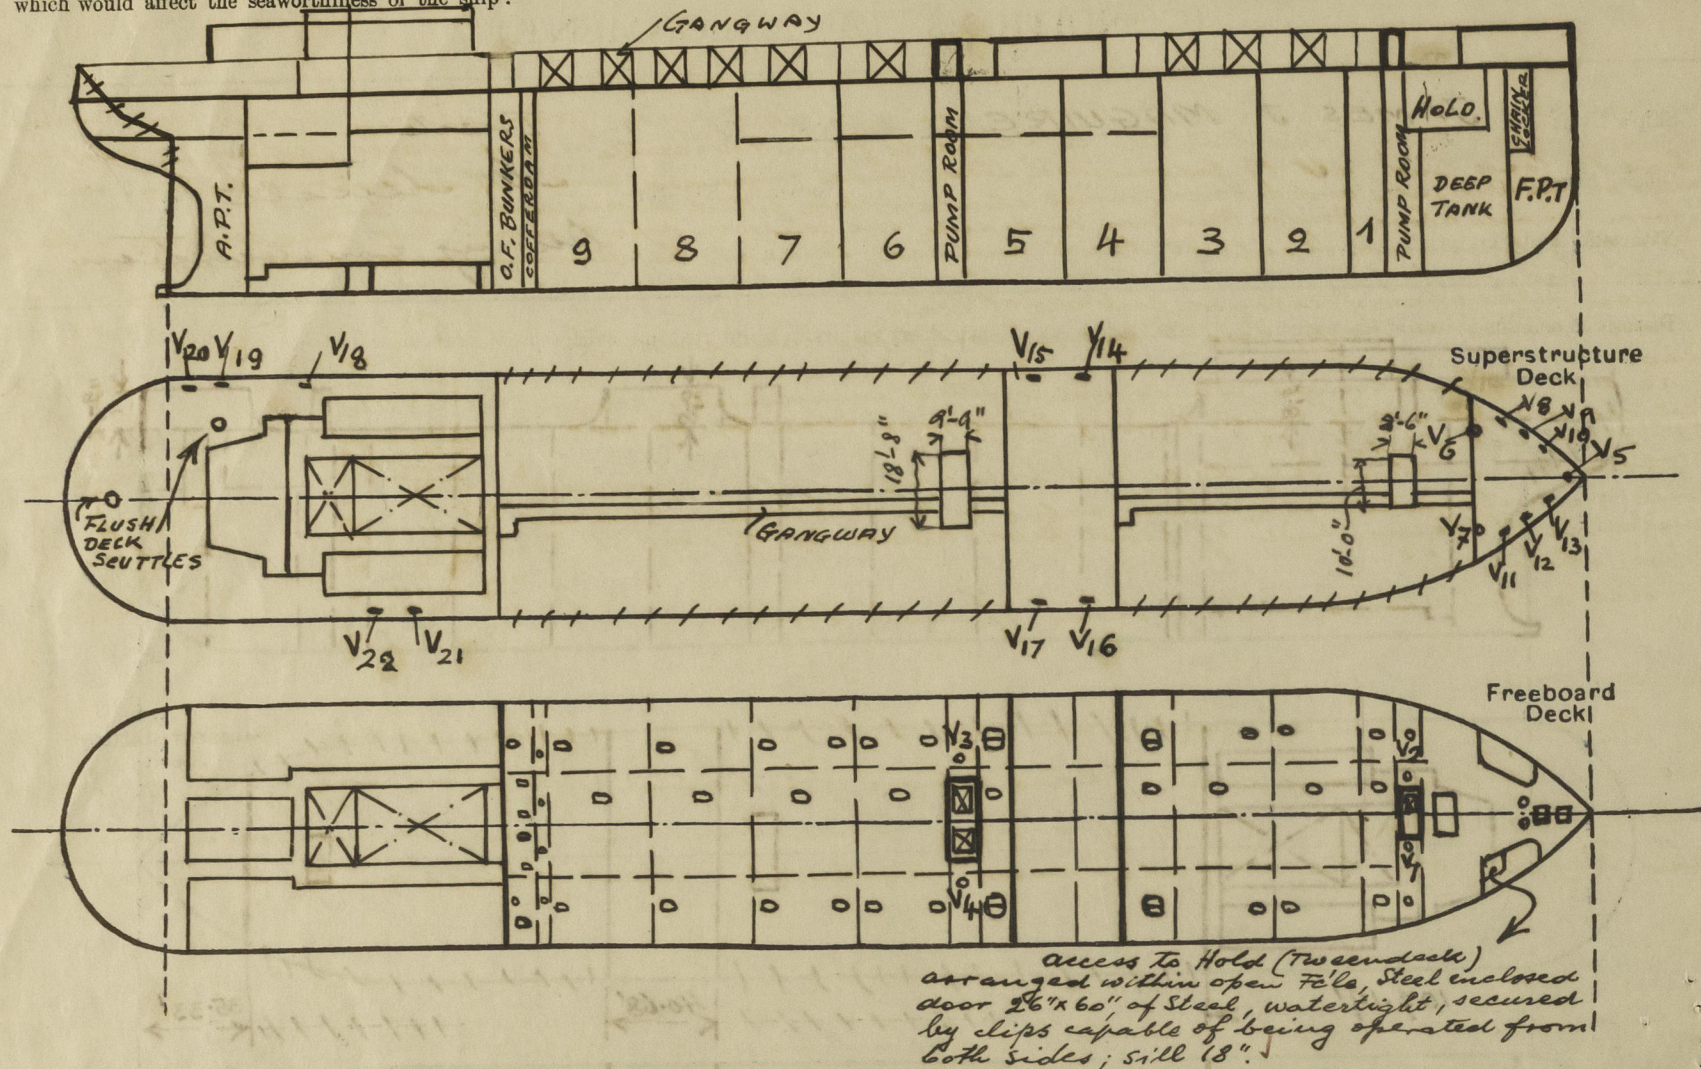 which would affect the seaworthiness of the ship.
GANGWAY
A.P.T.
O.F. BUNKERS
COFFERDAM
9
8
7
6
PUMP ROOM
5
4
3
2
1
PUMP ROOM
HOLD.
DEEP
TANK
CHAIN
LOCKER
F.P.T
V20 V19 V18
V15 V14
Superstructure
Deck
V8 V9
V10
V5
V6
18'-8"
9'-9"
10'-0"
FLUSH
DECK
SCUTTLES
GANGWAY
V7
V11 V12 V13
V22 V21
V17 V16
Freeboard
Deck
V3
V2
V4
V1
access to Hold (Tweendeck)
arranged within open Fc'le, Steel enclosed
door 26"x60", of Steel, watertight, secured
by clips capable of being operated from
both sides; sill 18".